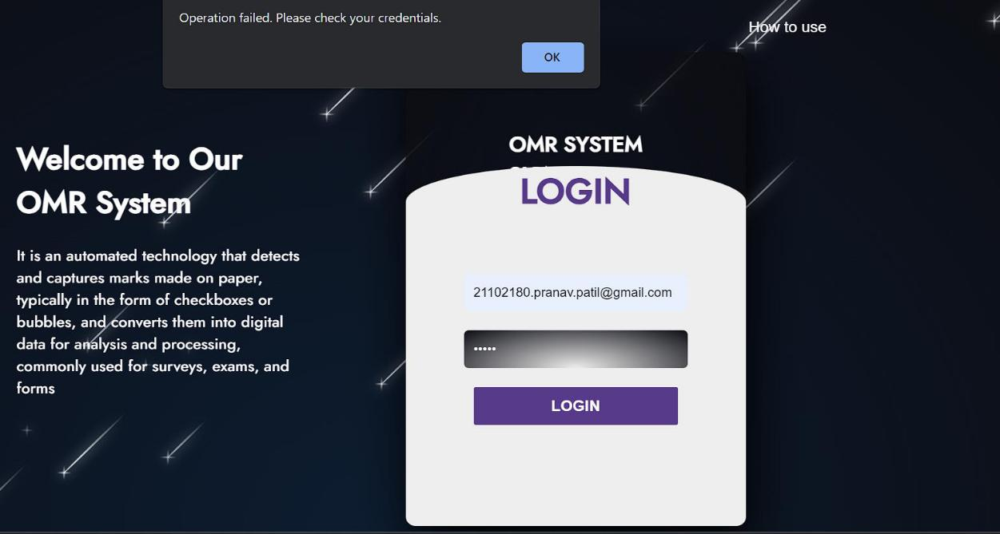 Operation failed. Please check your credentials.
OK
How to use
Welcome to Our
OMR System
It is an automated technology that detects
and captures marks made on paper,
typically in the form of checkboxes or
bubbles, and converts them into digital
data for analysis and processing,
commonly used for surveys, exams, and
forms
OMR SYSTEM
LOGIN
21102180.pranav.patil@gmail.com
•••••
LOGIN